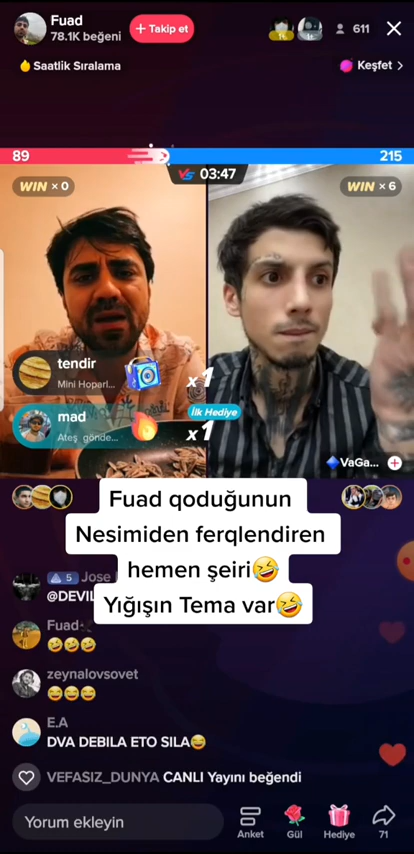 Fuad
78.1K beğeni
+ Takip et
611
Saatlik Sıralama
Keşfet >
89
215
VS 03:47
WIN × 0
WIN × 6
tendir
Mini Hoparl...
x1
İlk Hediye
mad
Ateş gönde...
x1
VaGa...
Fuad qoduğunun
Nesimiden ferqlendiren
hemen şeiri🤣
Yığışın Tema var🤣
5 Jose
@DEVIL
Fuad
🤣🤣🤣
zeynalovsovet
😂😂😂
E.A
DVA DEBILA ETO SILA😂
VEFASIZ_DUNYA CANLI Yayını beğendi
Yorum ekleyin
Anket
Gül
Hediye
71